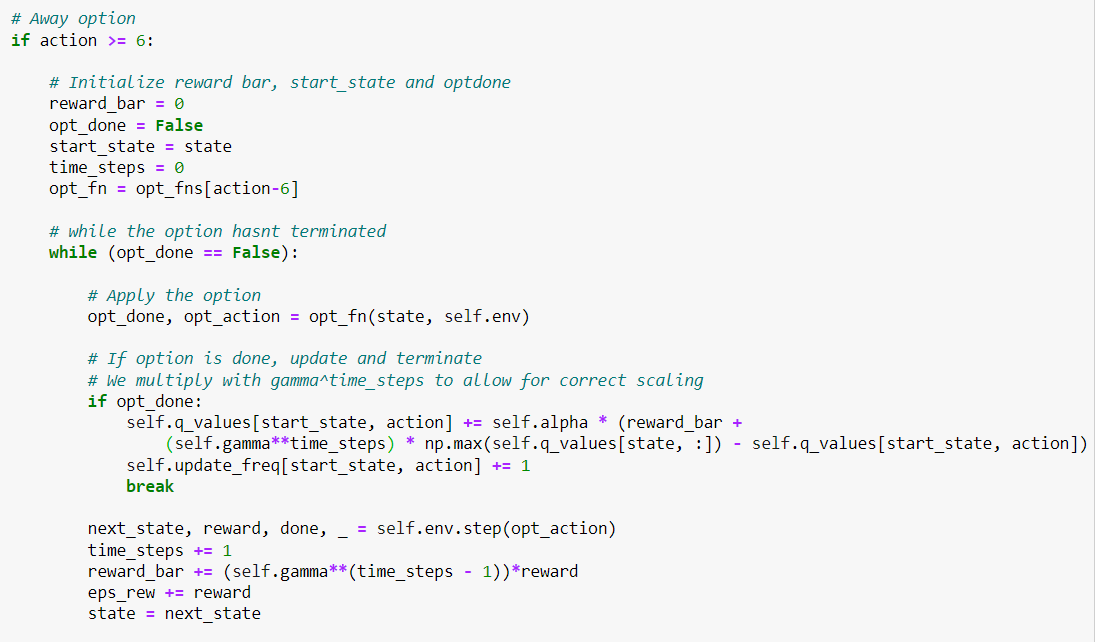 # Away option
if action >= 6:
# Initialize reward bar, start_state and optdone
reward_bar = 0
opt_done = False
start_state = state
time_steps = 0
opt_fn = opt_fns[action-6]
# while the option hasnt terminated
while (opt_done == False):
# Apply the option
opt_done, opt_action = opt_fn(state, self.env)
# If option is done, update and terminate
# We multiply with gamma^time_steps to allow for correct scaling
if opt_done:
self.q_values[start_state, action] += self.alpha * (reward_bar +
(self.gamma**time_steps) * np.max(self.q_values[state, :]) - self.q_values[start_state, action])
self.update_freq[start_state, action] += 1
break
next_state, reward, done, _ = self.env.step(opt_action)
time_steps += 1
reward_bar += (self.gamma**(time_steps - 1))*reward
eps_rew += reward
state = next_state